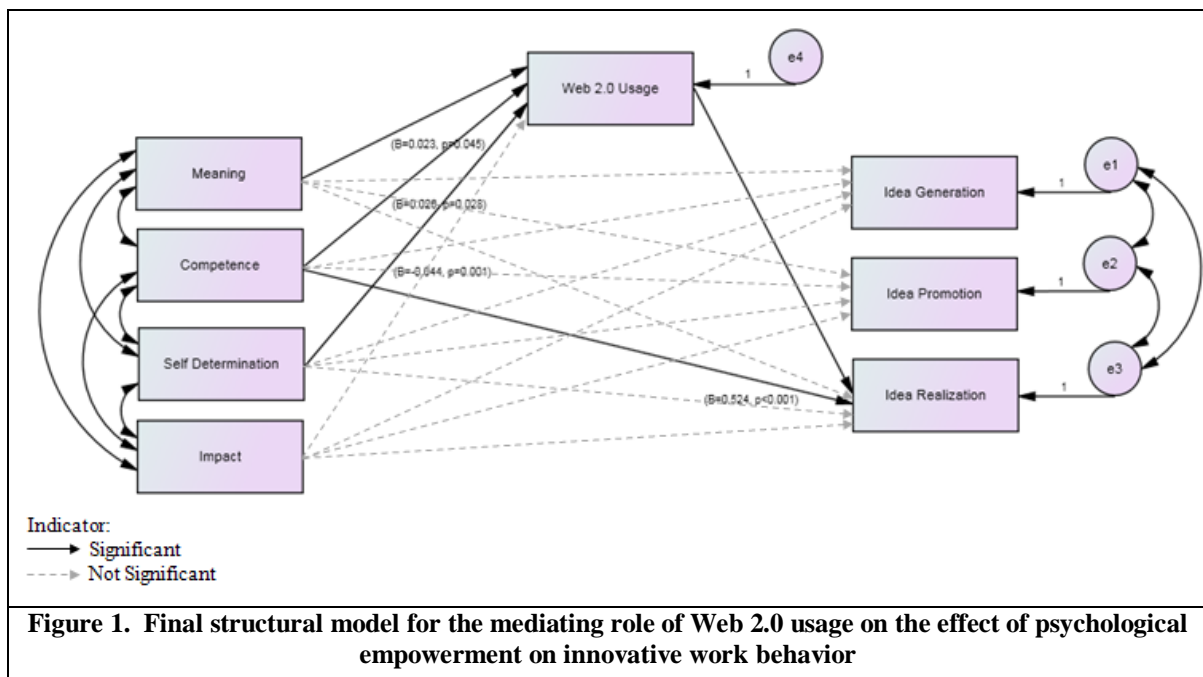 e4
1
Web 2.0 Usage
(B=0.023, p=0.045)
Meaning
e1
1
Idea Generation
(B=0.026, p=0.028)
Competence
e2
(B=-0.044, p=0.001)
1
Idea Promotion
Self Determination
e3
1
Idea Realization
(B=0.524, p<0.001)
Impact
Indicator:
Significant
Not Significant
Figure 1. Final structural model for the mediating role of Web 2.0 usage on the effect of psychological
empowerment on innovative work behavior